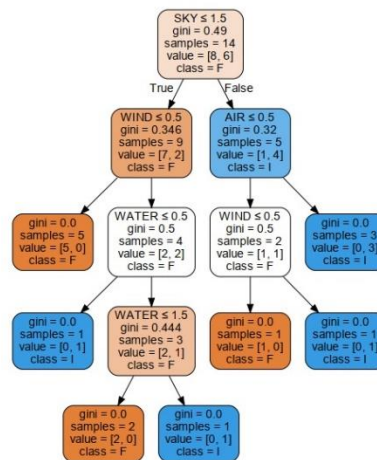 SKY ≤ 1.5
gini = 0.49
samples = 14
value = [8, 6]
class = F
True
False
WIND ≤ 0.5
gini = 0.346
samples = 9
value = [7, 2]
class = F
AIR ≤ 0.5
gini = 0.32
samples = 5
value = [1, 4]
class = I
gini = 0.0
samples = 5
value = [5, 0]
class = F
WATER ≤ 0.5
gini = 0.5
samples = 4
value = [2, 2]
class = F
WIND ≤ 0.5
gini = 0.5
samples = 2
value = [1, 1]
class = F
gini = 0.0
samples = 3
value = [0, 3]
class = I
gini = 0.0
samples = 1
value = [0, 1]
class = I
WATER ≤ 1.5
gini = 0.444
samples = 3
value = [2, 1]
class = F
gini = 0.0
samples = 1
value = [1, 0]
class = F
gini = 0.0
samples = 1
value = [0, 1]
class = I
gini = 0.0
samples = 2
value = [2, 0]
class = F
gini = 0.0
samples = 1
value = [0, 1]
class = I